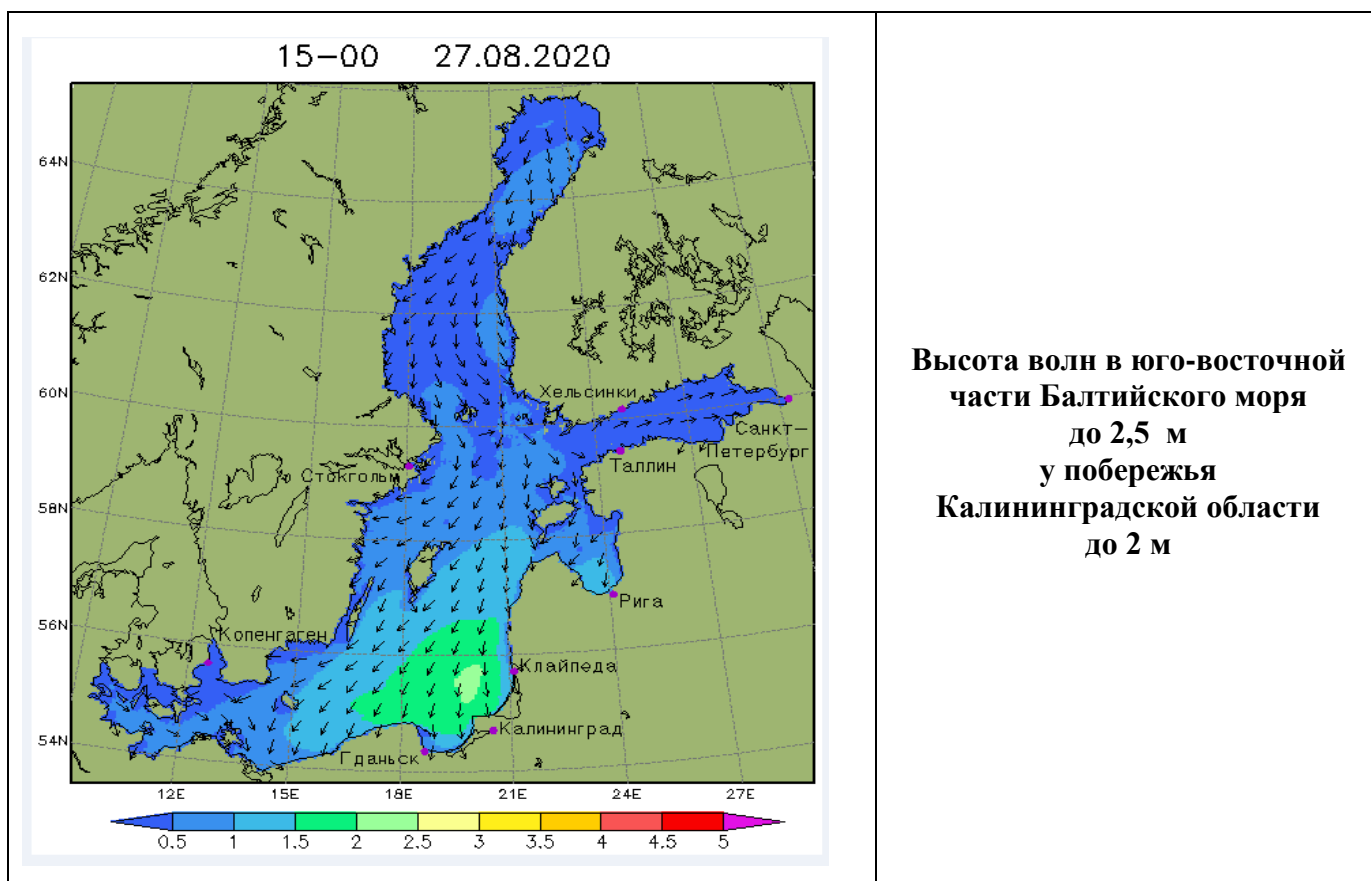 15-00 27.08.2020
64N
62N
60N
58N
56N
54N
Хельсинки
Санкт-
Петербург
Таллин
Стокгольм
Рига
Копенгаген
Клайпеда
Калининград
Гданьск
12E 15E 18E 21E 24E 27E
0.5 1 1.5 2 2.5 3 3.5 4 4.5 5
Высота волн в юго-восточной
части Балтийского моря
до 2,5 м
у побережья
Калининградской области
до 2 м